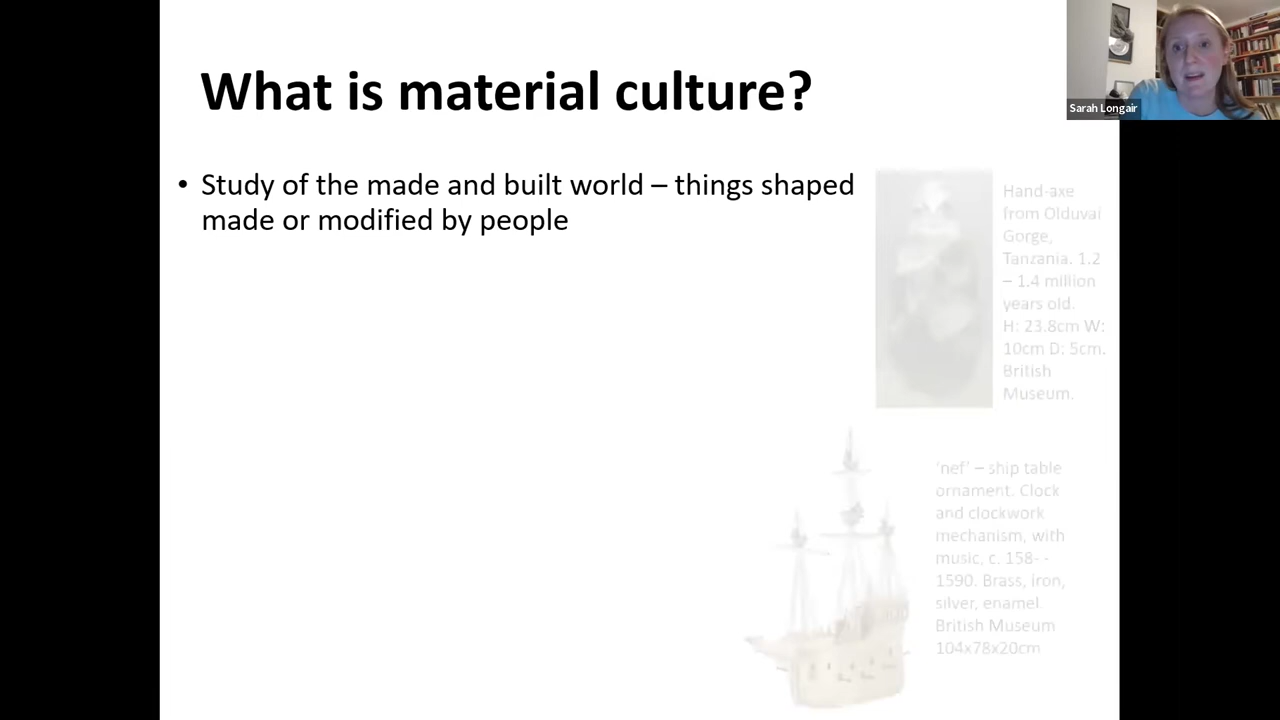 What is material culture?
Sarah Longair
• Study of the made and built world – things shaped
made or modified by people
Hand-axe
from Olduvai
Gorge,
Tanzania. 1.2
– 1.4 million
years old.
H: 23.8cm W:
10cm D: 5cm.
British
Museum.
'nef' – ship table
ornament. Clock
and clockwork
mechanism, with
music, c. 158- -
1590. Brass, iron,
silver, enamel.
British Museum
104x78x20cm